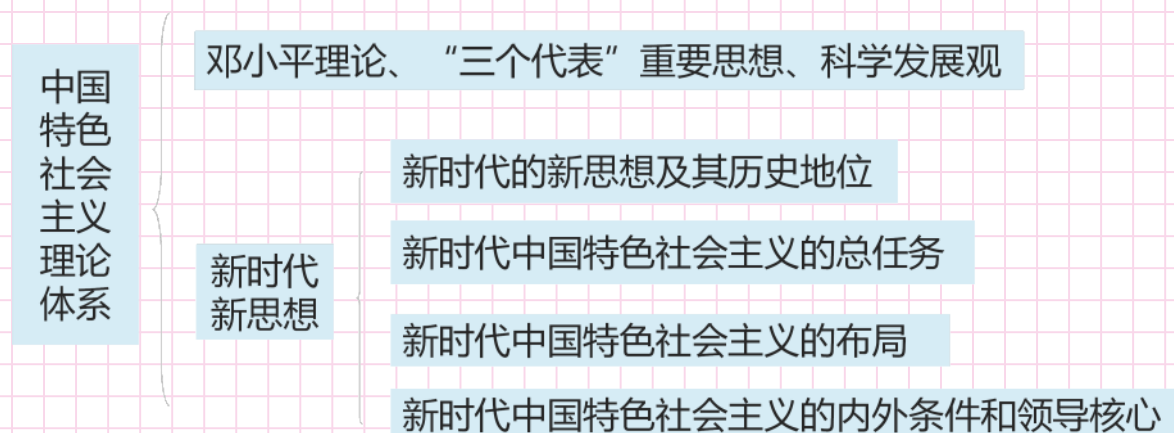 中国
特色
社会
主义
理论
体系
邓小平理论、“三个代表”重要思想、科学发展观
新时代
新思想
新时代的新思想及其历史地位
新时代中国特色社会主义的总任务
新时代中国特色社会主义的布局
新时代中国特色社会主义的内外条件和领导核心